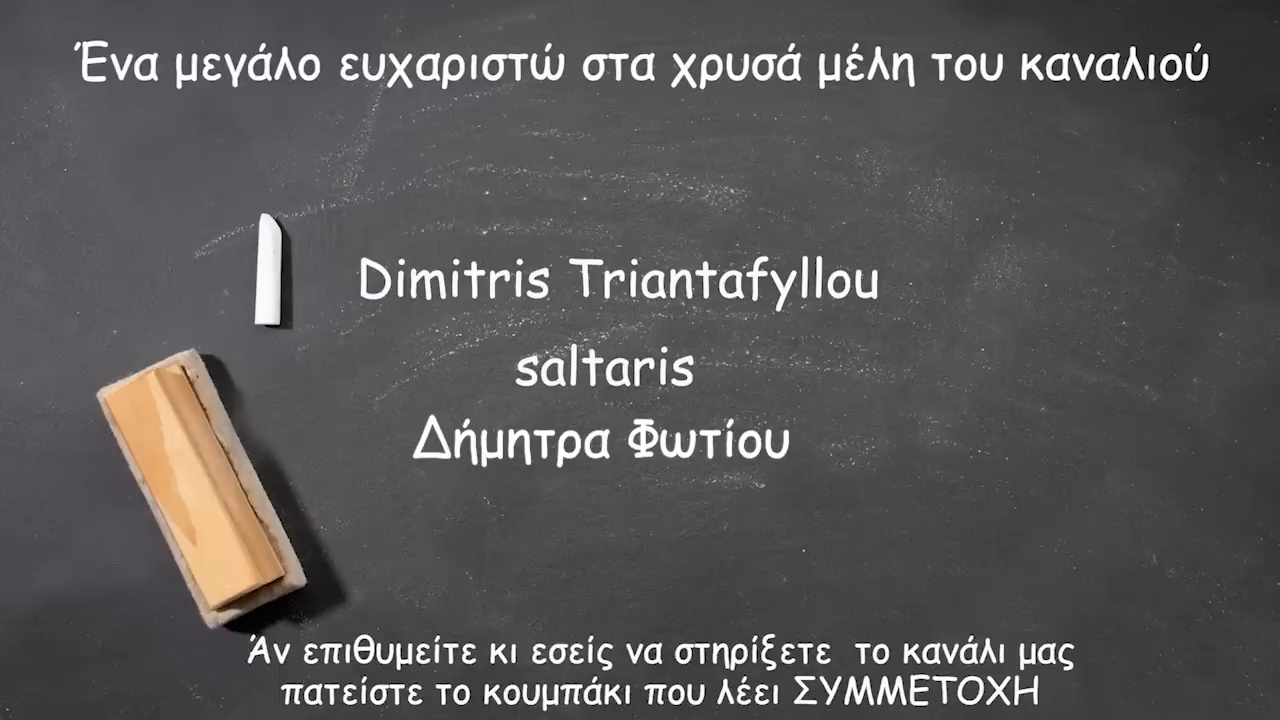 Ένα μεγάλο ευχαριστώ στα χρυσά μέλη του καναλιού
Dimitris Triantafyllou
saltaris
Δήμητρα Φωτίου
Άν επιθυμείτε κι εσείς να στηρίξετε το κανάλι μας
πατείστε το κουμπάκι που λέει ΣΥΜΜΕΤΟΧΗ